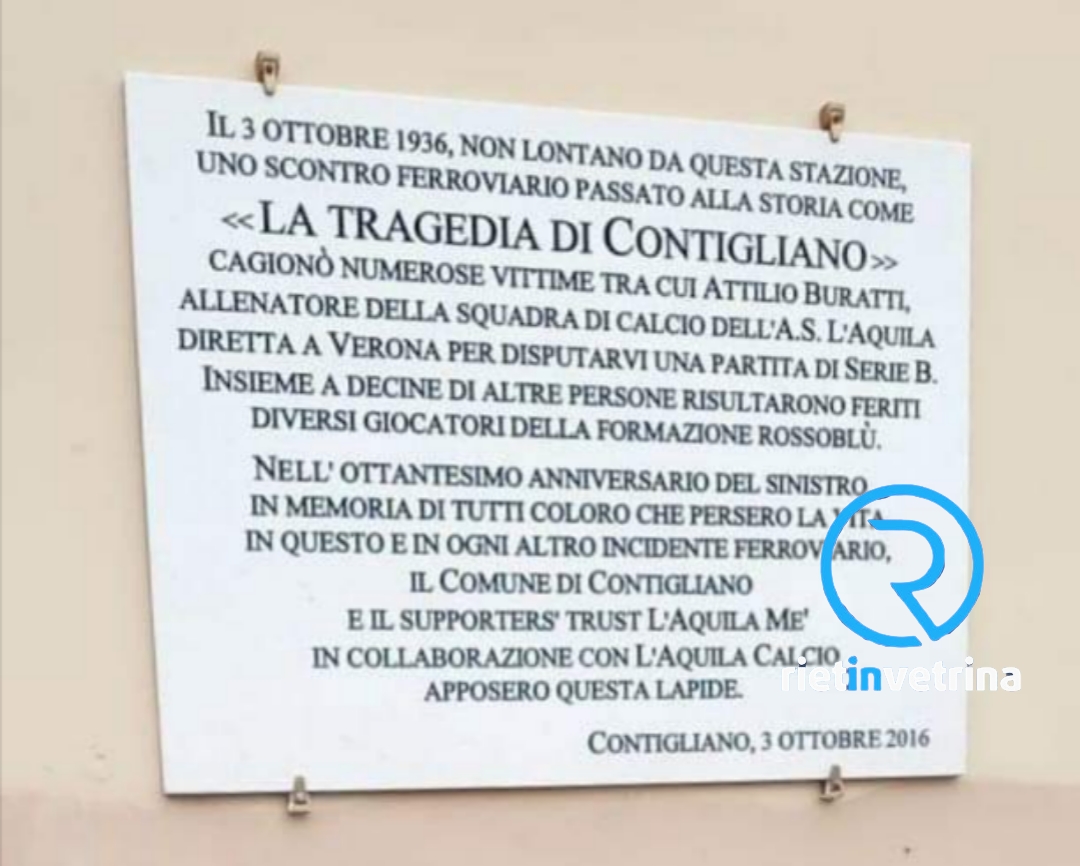 IL 3 OTTOBRE 1936, NON LONTANO DA QUESTA STAZIONE,
UNO SCONTRO FERROVIARIO PASSATO ALLA STORIA COME
<<LA TRAGEDIA DI CONTIGLIANO>>
CAGIONÒ NUMEROSE VITTIME TRA CUI ATTILIO BURATTI,
ALLENATORE DELLA SQUADRA DI CALCIO DELL'A.S. L'AQUILA
DIRETTA A VERONA PER DISPUTARVI UNA PARTITA DI SERIE B.
INSIEME A DECINE DI ALTRE PERSONE RISULTARONO FERITI
DIVERSI GIOCATORI DELLA FORMAZIONE ROSSOBLÙ.
NELL' OTTANTESIMO ANNIVERSARIO DEL SINISTRO
IN MEMORIA DI TUTTI COLORO CHE PERSERO LA VITA
IN QUESTO E IN OGNI ALTRO INCIDENTE FERROVIARIO,
IL COMUNE DI CONTIGLIANO
E IL SUPPORTERS' TRUST L'AQUILA ME'
IN COLLABORAZIONE CON L'AQUILA CALCIO
APPOSERO QUESTA LAPIDE.
CONTIGLIANO, 3 OTTOBRE 2016
R
rietinvetrina